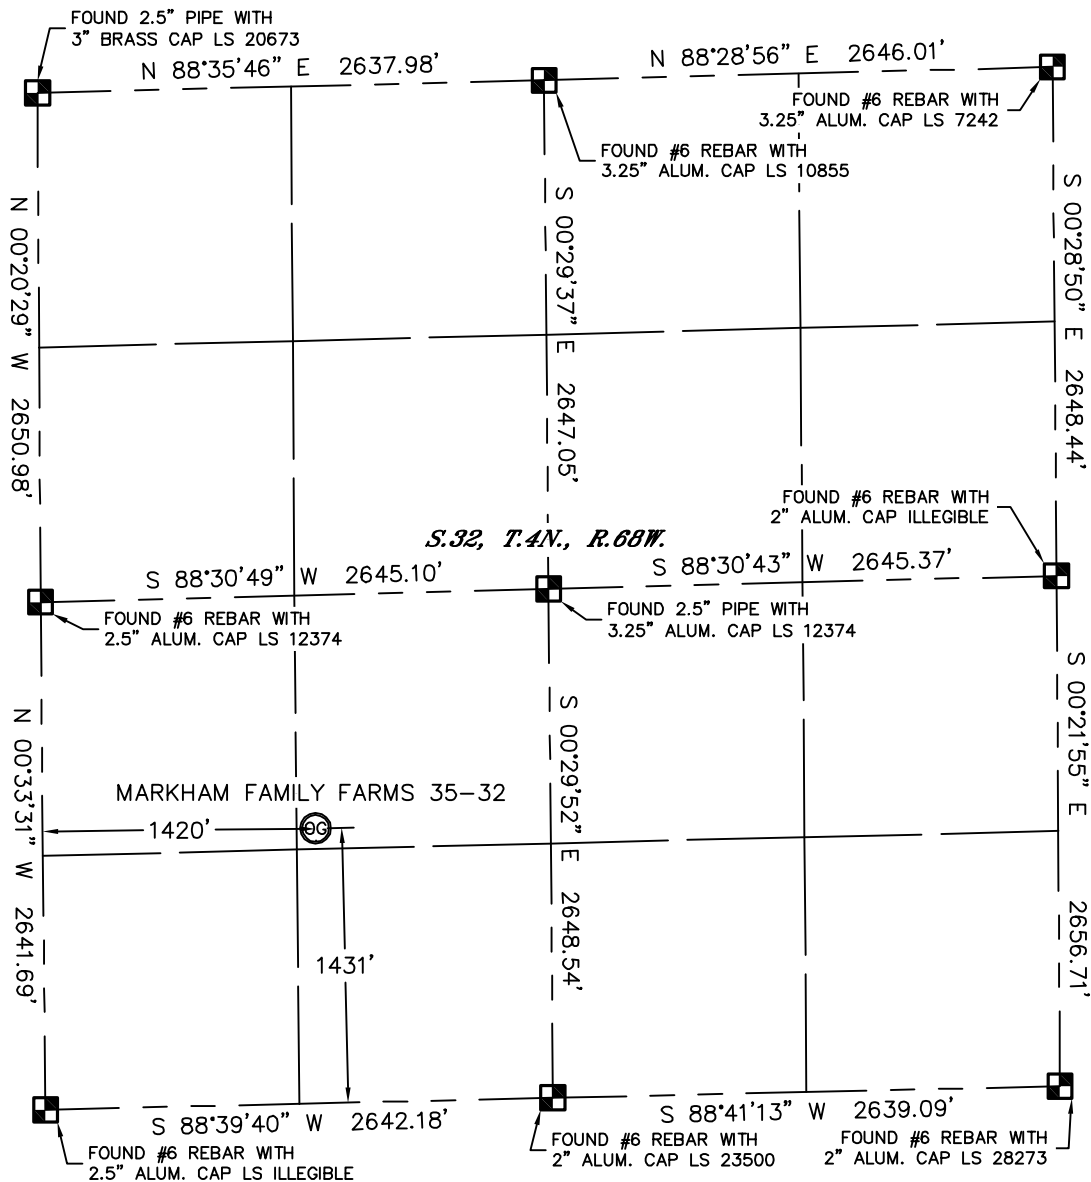 FOUND 2.5" PIPE WITH
3" BRASS CAP LS 20673
N 88°35'46" E 2637.98'
N 88°28'56" E 2646.01'
FOUND #6 REBAR WITH
3.25" ALUM. CAP LS 7242
FOUND #6 REBAR WITH
3.25" ALUM. CAP LS 10855
N 00°20'29" W 2650.98'
S 00°29'37" E 2647.05'
S 00°28'50" E 2648.44'
FOUND #6 REBAR WITH
2" ALUM. CAP ILLEGIBLE
S.32, T.4N., R.68W.
S 88°30'49" W 2645.10'
S 88°30'43" W 2645.37'
FOUND #6 REBAR WITH
2.5" ALUM. CAP LS 12374
FOUND 2.5" PIPE WITH
3.25" ALUM. CAP LS 12374
N 00°33'31" W 2641.69'
S 00°29'52" E 2648.54'
S 00°21'55" E 2656.71'
MARKHAM FAMILY FARMS 35-32
1420'
OG
1431'
S 88°39'40" W 2642.18'
S 88°41'13" W 2639.09'
FOUND #6 REBAR WITH
2.5" ALUM. CAP LS ILLEGIBLE
FOUND #6 REBAR WITH
2" ALUM. CAP LS 23500
FOUND #6 REBAR WITH
2" ALUM. CAP LS 28273